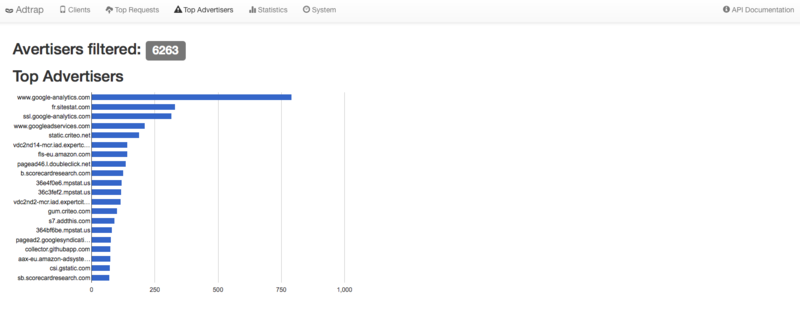 Adtrap Clients Top Requests Top Advertisers Statistics System API Documentation
Avertisers filtered: 6263
Top Advertisers
www.google-analytics.com
fr.sitestat.com
ssl.google-analytics.com
www.googleadservices.com
static.criteo.net
vdc2nd14-mcr.iad.expertc...
fls-eu.amazon.com
pagead46.l.doubleclick.net
b.scorecardresearch.com
36e4f0e6.mpstat.us
36c3fef2.mpstat.us
vdc2nd2-mcr.iad.expertcit...
gum.criteo.com
s7.addthis.com
364bf6be.mpstat.us
pagead2.googlesyndicati...
collector.githubapp.com
aax-eu.amazon-adsyste...
csi.gstatic.com
sb.scorecardresearch.com
0 250 500 750 1,000